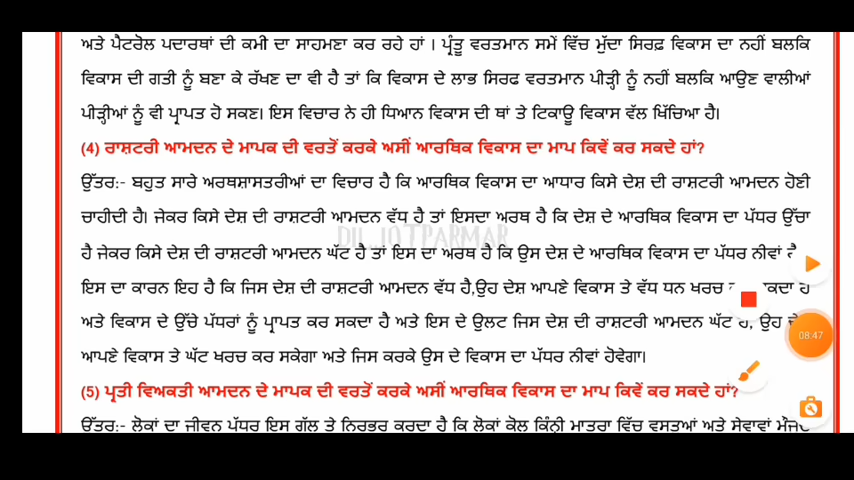 ਅਤੇ ਪੈਟਰੋਲ ਪਦਾਰਥਾਂ ਦੀ ਕਮੀ ਦਾ ਸਾਹਮਣਾ ਕਰ ਰਹੇ ਹਾਂ । ਪ੍ਰੰਤੂ ਵਰਤਮਾਨ ਸਮੇਂ ਵਿੱਚ ਮੁੱਦਾ ਸਿਰਫ਼ ਵਿਕਾਸ ਦਾ ਨਹੀਂ ਬਲਕਿ
ਵਿਕਾਸ ਦੀ ਗਤੀ ਨੂੰ ਬਣਾ ਕੇ ਰੱਖਣ ਦਾ ਵੀ ਹੈ ਤਾਂ ਕਿ ਵਿਕਾਸ ਦੇ ਲਾਭ ਸਿਰਫ ਵਰਤਮਾਨ ਪੀੜ੍ਹੀ ਨੂੰ ਨਹੀਂ ਬਲਕਿ ਆਉਣ ਵਾਲੀਆਂ
ਪੀੜ੍ਹੀਆਂ ਨੂੰ ਵੀ ਪ੍ਰਾਪਤ ਹੋ ਸਕਣ। ਇਸ ਵਿਚਾਰ ਨੇ ਹੀ ਧਿਆਨ ਵਿਕਾਸ ਦੀ ਥਾਂ ਤੇ ਟਿਕਾਊ ਵਿਕਾਸ ਵੱਲ ਖਿੱਚਿਆ ਹੈ।
(4) ਰਾਸ਼ਟਰੀ ਆਮਦਨ ਦੇ ਮਾਪਕ ਦੀ ਵਰਤੋਂ ਕਰਕੇ ਅਸੀਂ ਆਰਥਿਕ ਵਿਕਾਸ ਦਾ ਮਾਪ ਕਿਵੇਂ ਕਰ ਸਕਦੇ ਹਾਂ?
ਉੱਤਰ:- ਬਹੁਤ ਸਾਰੇ ਅਰਥਸ਼ਾਸਤਰੀਆਂ ਦਾ ਵਿਚਾਰ ਹੈ ਕਿ ਆਰਥਿਕ ਵਿਕਾਸ ਦਾ ਆਧਾਰ ਕਿਸੇ ਦੇਸ਼ ਦੀ ਰਾਸ਼ਟਰੀ ਆਮਦਨ ਹੋਣੀ
ਚਾਹੀਦੀ ਹੈ। ਜੇਕਰ ਕਿਸੇ ਦੇਸ਼ ਦੀ ਰਾਸ਼ਟਰੀ ਆਮਦਨ ਵੱਧ ਹੈ ਤਾਂ ਇਸਦਾ ਅਰਥ ਹੈ ਕਿ ਦੇਸ਼ ਦੇ ਆਰਥਿਕ ਵਿਕਾਸ ਦਾ ਪੱਧਰ ਉੱਚਾ
DILJOTPARMAR
ਹੈ ਜੇਕਰ ਕਿਸੇ ਦੇਸ਼ ਦੀ ਰਾਸ਼ਟਰੀ ਆਮਦਨ ਘੱਟ ਹੈ ਤਾਂ ਇਸ ਦਾ ਅਰਥ ਹੈ ਕਿ ਉਸ ਦੇਸ਼ ਦੇ ਆਰਥਿਕ ਵਿਕਾਸ ਦਾ ਪੱਧਰ ਨੀਵਾਂ
ਇਸ ਦਾ ਕਾਰਨ ਇਹ ਹੈ ਕਿ ਜਿਸ ਦੇਸ਼ ਦੀ ਰਾਸ਼ਟਰੀ ਆਮਦਨ ਵੱਧ ਹੈ,ਉਹ ਦੇਸ਼ ਆਪਣੇ ਵਿਕਾਸ ਤੇ ਵੱਧ ਧਨ ਖਰਚ
ਅਤੇ ਵਿਕਾਸ ਦੇ ਉੱਚੇ ਪੱਧਰਾਂ ਨੂੰ ਪ੍ਰਾਪਤ ਕਰ ਸਕਦਾ ਹੈ ਅਤੇ ਇਸ ਦੇ ਉਲਟ ਜਿਸ ਦੇਸ਼ ਦੀ ਰਾਸ਼ਟਰੀ ਆਮਦਨ ਘੱਟ ਹੈ, ਉਹ
08:47
ਆਪਣੇ ਵਿਕਾਸ ਤੇ ਘੱਟ ਖਰਚ ਕਰ ਸਕੇਗਾ ਅਤੇ ਜਿਸ ਕਰਕੇ ਉਸ ਦੇ ਵਿਕਾਸ ਦਾ ਪੱਧਰ ਨੀਵਾਂ ਹੋਵੇਗਾ।
(5) ਪ੍ਰਤੀ ਵਿਅਕਤੀ ਆਮਦਨ ਦੇ ਮਾਪਕ ਦੀ ਵਰਤੋਂ ਕਰਕੇ ਅਸੀਂ ਆਰਥਿਕ ਵਿਕਾਸ ਦਾ ਮਾਪ ਕਿਵੇਂ ਕਰ ਸਕਦੇ ਹਾਂ?
ਉੱਤਰ:- ਲੋਕਾਂ ਦਾ ਜੀਵਨ ਪੱਧਰ ਇਸ ਗੱਲ ਤੇ ਨਿਰਭਰ ਕਰਦਾ ਹੈ ਕਿ ਲੋਕਾਂ ਕੋਲ ਕਿੰਨੀ ਮਾਤਰਾ ਵਿੱਚ ਵਸਤੂਆਂ ਅਤੇ ਸੇਵਾਵਾਂ